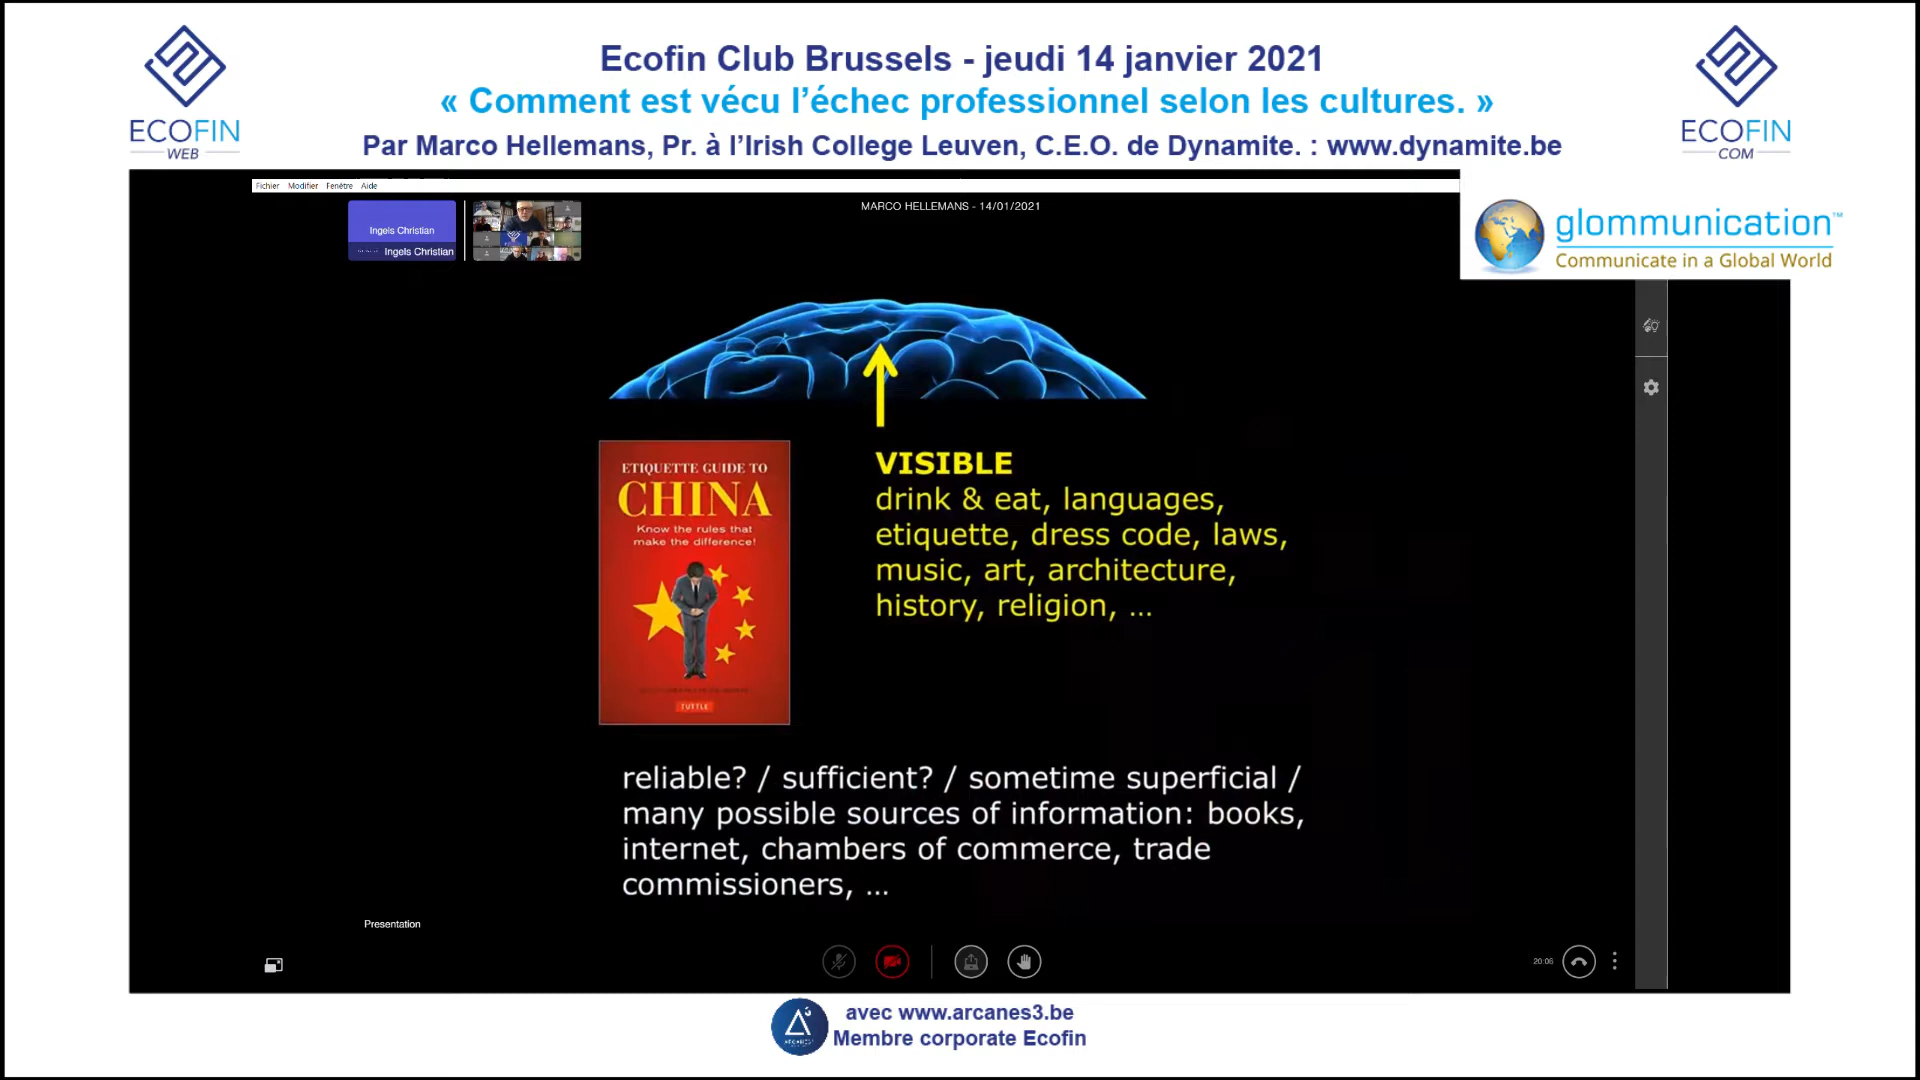 Ecofin Club Brussels - jeudi 14 janvier 2021
« Comment est vécu l’échec professionnel selon les cultures. »
Par Marco Hellemans, Pr. à l’Irish College Leuven, C.E.O. de Dynamite. : www.dynamite.be
ECOFIN
WEB
ECOFIN
COM
Fichier Modifier Fenêtre Aide
MARCO HELLEMANS - 14/01/2021
Ingels Christian
Ingels Christian
glommunication™
Communicate in a Global World
ETIQUETTE GUIDE TO
CHINA
Know the rules that
make the difference!
TUTTLE
VISIBLE
drink & eat, languages,
etiquette, dress code, laws,
music, art, architecture,
history, religion, ...
reliable? / sufficient? / sometime superficial /
many possible sources of information: books,
internet, chambers of commerce, trade
commissioners, ...
Presentation
20:06
avec www.arcanes3.be
Membre corporate Ecofin